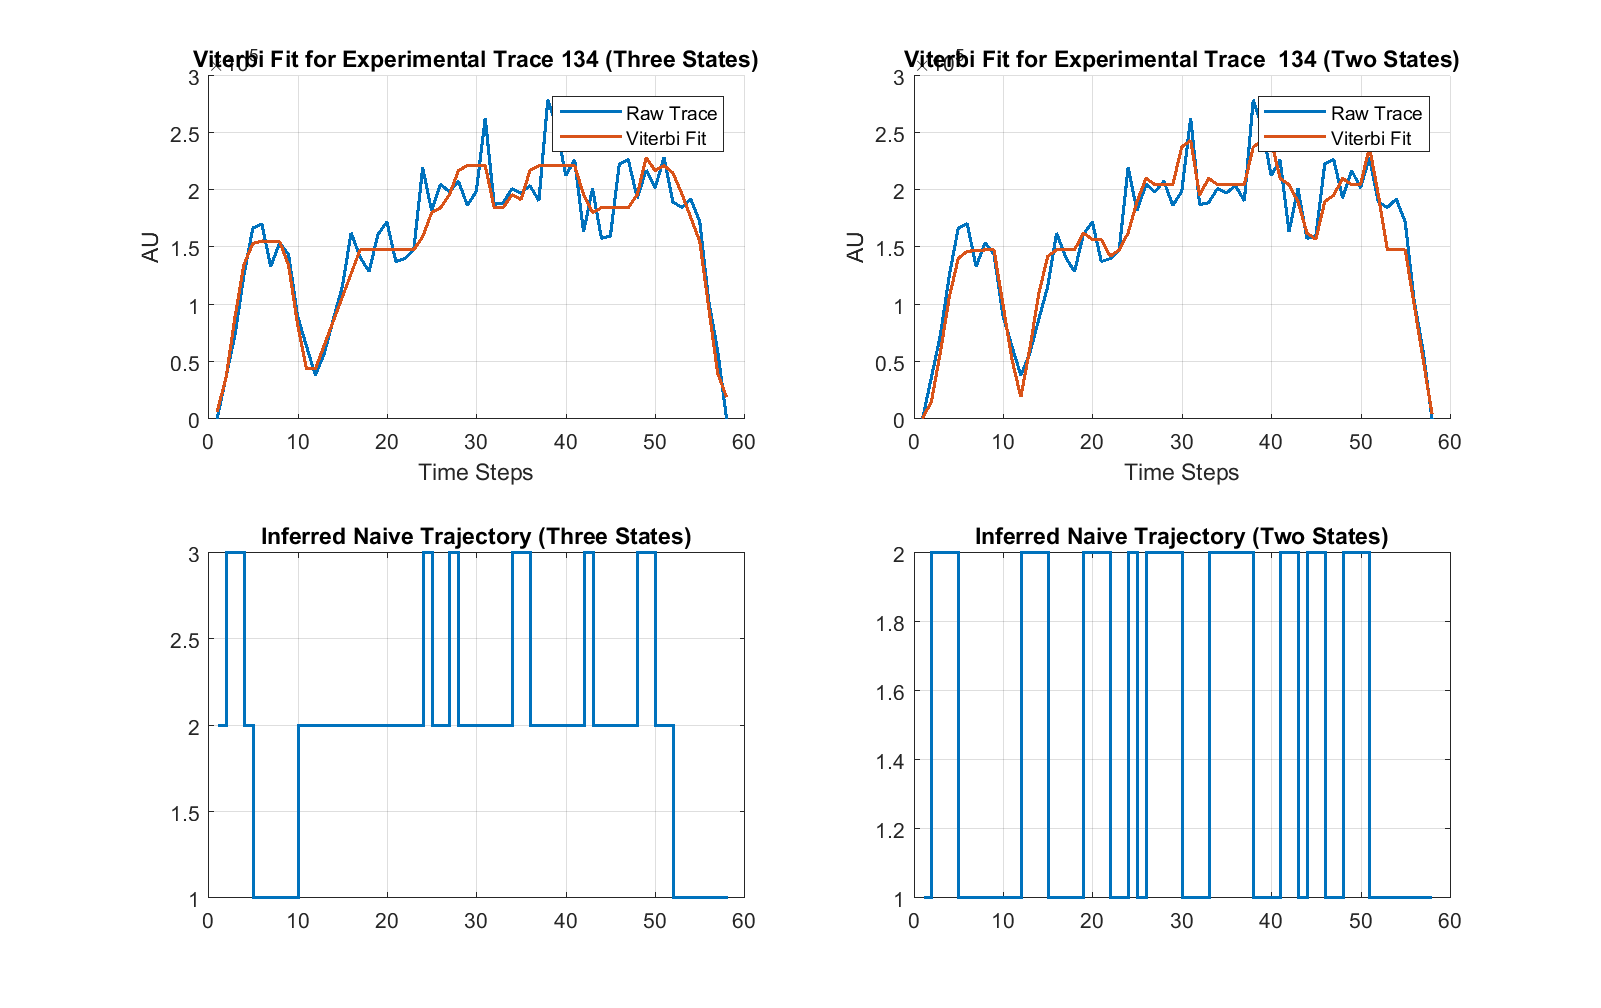 Viterbi Fit for Experimental Trace 134 (Three States)
3
2.5
2
1.5
1
0.5
0
AU
Raw Trace
Viterbi Fit
0 10 20 30 40 50 60
Time Steps
Viterbi Fit for Experimental Trace 134 (Two States)
3
2.5
2
1.5
1
0.5
0
AU
Raw Trace
Viterbi Fit
0 10 20 30 40 50 60
Time Steps
Inferred Naive Trajectory (Three States)
3
2.5
2
1.5
1
0 10 20 30 40 50 60
Inferred Naive Trajectory (Two States)
2
1.8
1.6
1.4
1.2
1
0 10 20 30 40 50 60